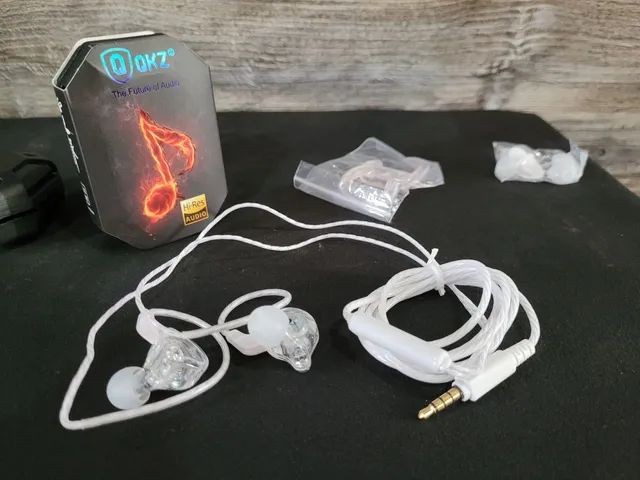 Q QKZ®
The Future of Audio
Hi-Res
AUDIO